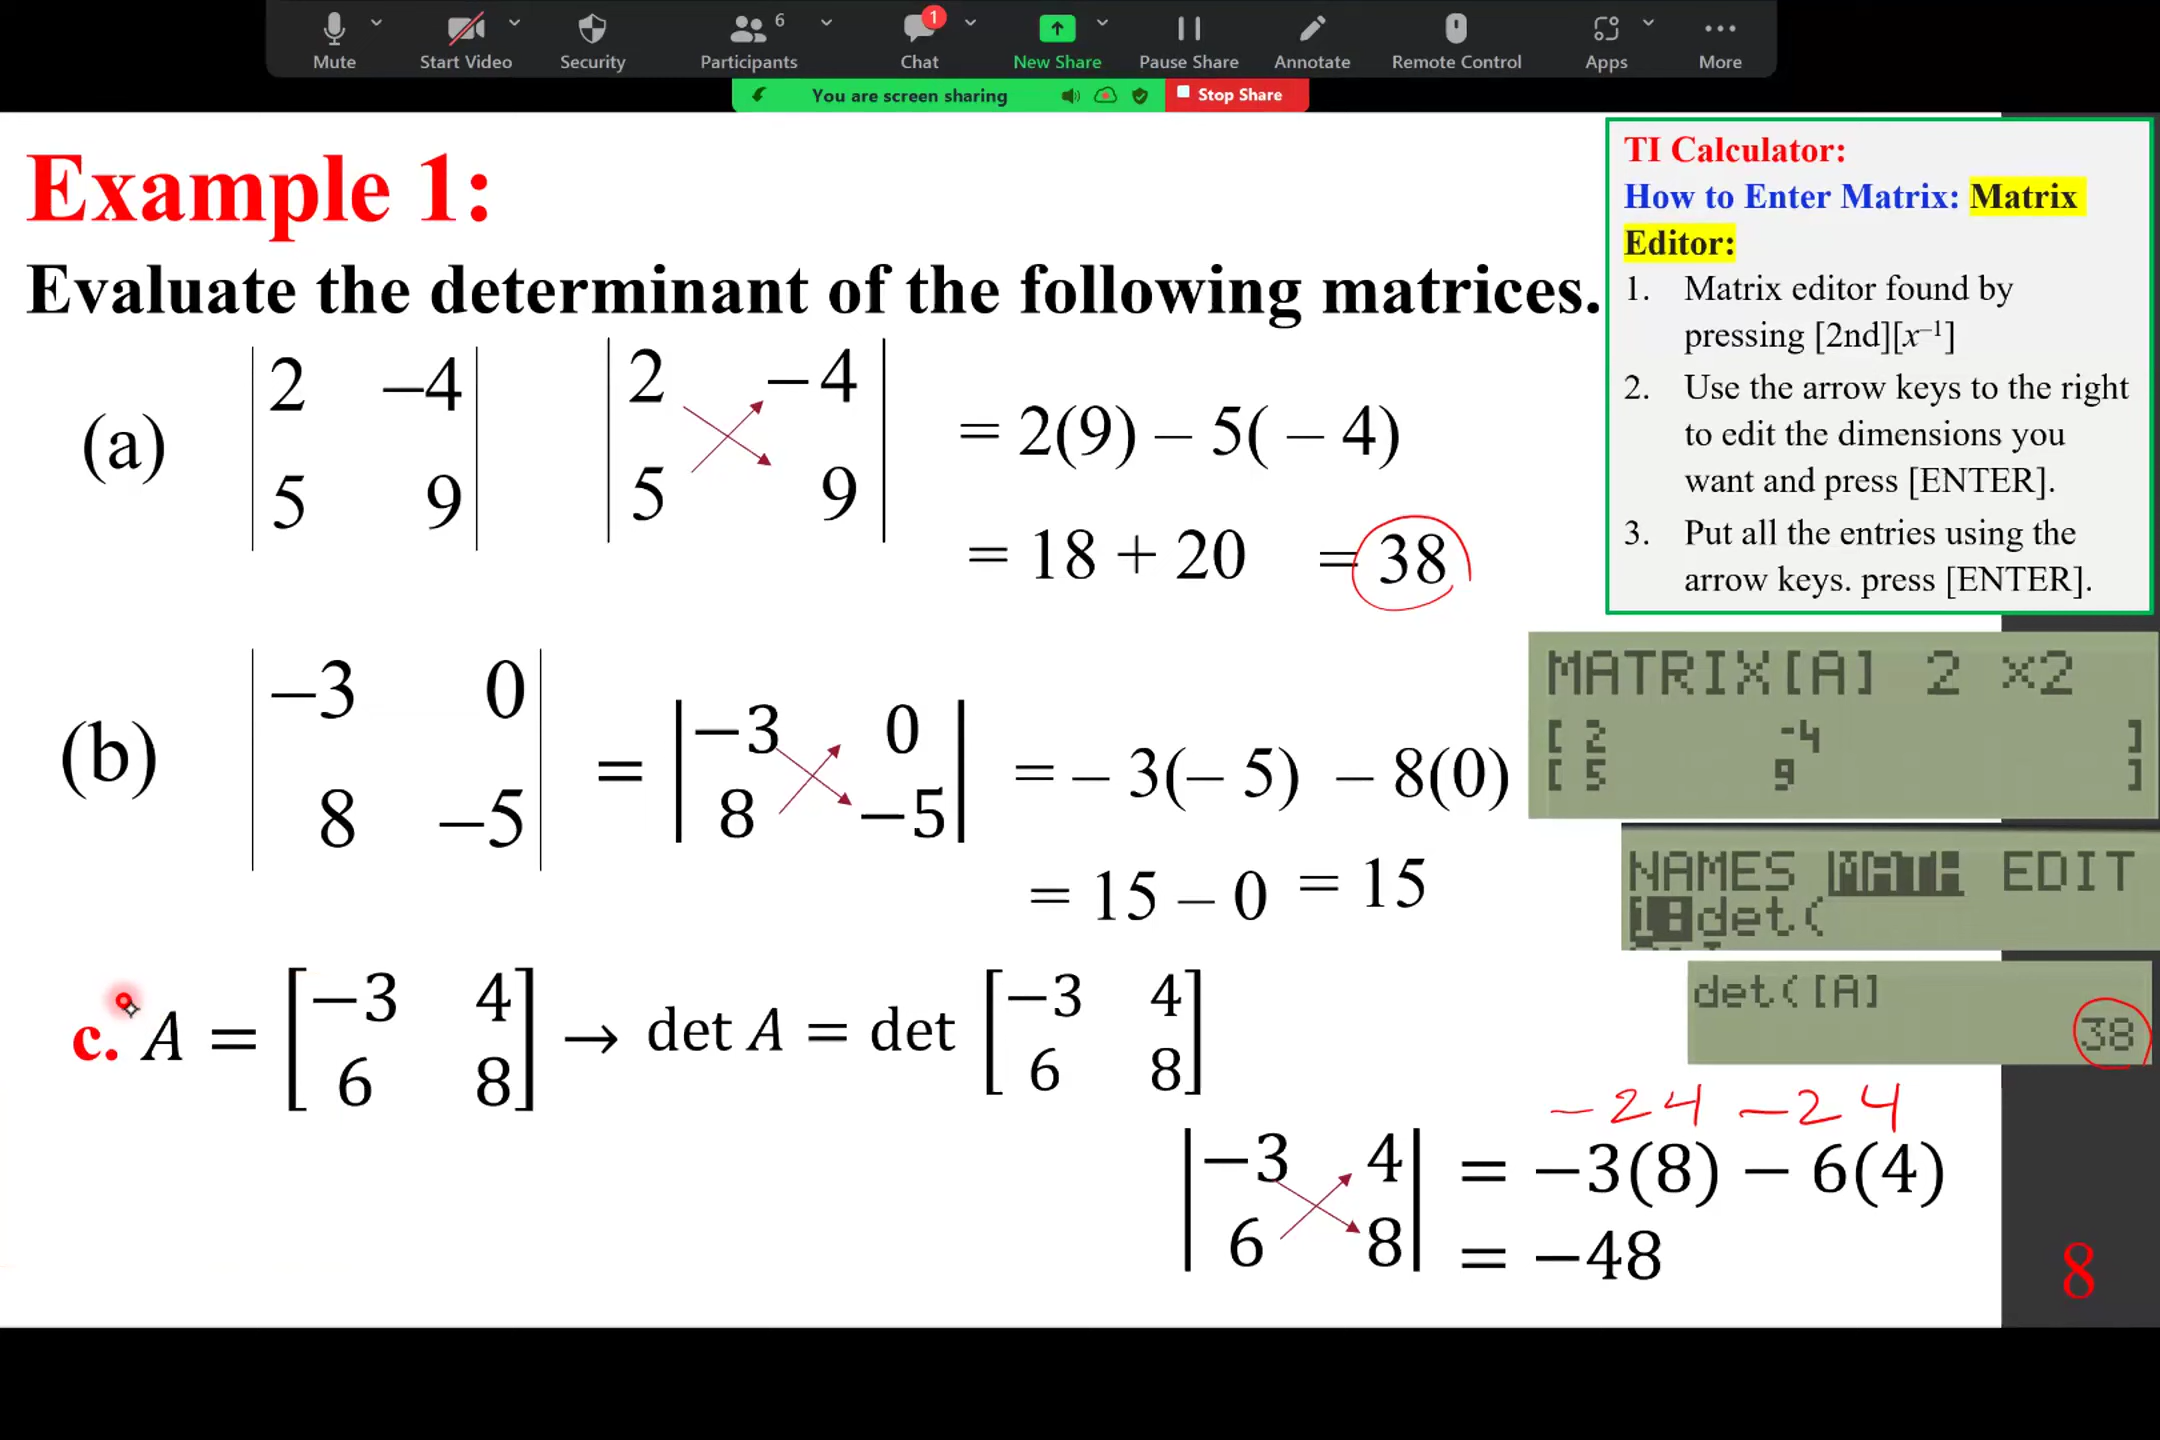 Mute
Start Video
Security
Participants 6
Chat 1
New Share
Pause Share
Annotate
Remote Control
Apps
More
You are screen sharing
Stop Share
Example 1:
Evaluate the determinant of the following matrices.
(a)
2 –4
5 9
2 – 4
5 9
= 2(9) – 5( – 4)
= 18 + 20 = 38
(b)
–3 0
8 –5
=
−3 0
8 −5
= – 3(– 5) – 8(0)
= 15 – 0 = 15
c. A =
−3 4
6 8
→ det A = det
−3 4
6 8
−24 −24
−3 4
6 8
= −3(8) − 6(4)
= −48
TI Calculator:
How to Enter Matrix: Matrix
Editor:
1. Matrix editor found by
pressing [2nd][x⁻¹]
2. Use the arrow keys to the right
to edit the dimensions you
want and press [ENTER].
3. Put all the entries using the
arrow keys. press [ENTER].
MATRIX[A] 2 ×2
[ 2 -4 ]
[ 5 9 ]
NAMES MATH EDIT
1:det(
det([A]
38
8